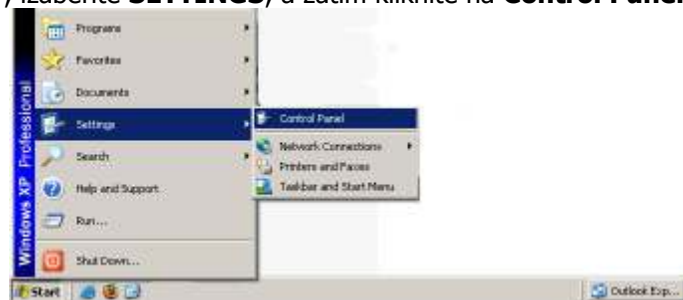 , izaberite SETTINGS, a zatim kliknite na Control Panel
Programs
Favorites
Documents
Settings
Search
Help and Support
Run...
Shut Down...
Windows XP Professional
Control Panel
Network Connections
Printers and Faxes
Taskbar and Start Menu
Start
Outlook Exp...